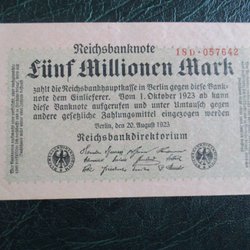 Reichsbanknote
18D·057642
Fünf Millionen Mark
zahlt die Reichsbankhauptkasse in Berlin gegen diese Bank-
note dem Einlieferer. Vom 1. Oktober 1923 ab kann
diese Banknote aufgerufen und unter Umtausch gegen
andere gesetzliche Zahlungsmittel eingezogen werden
Berlin, den 20. August 1923
Reichsbankdirektorium